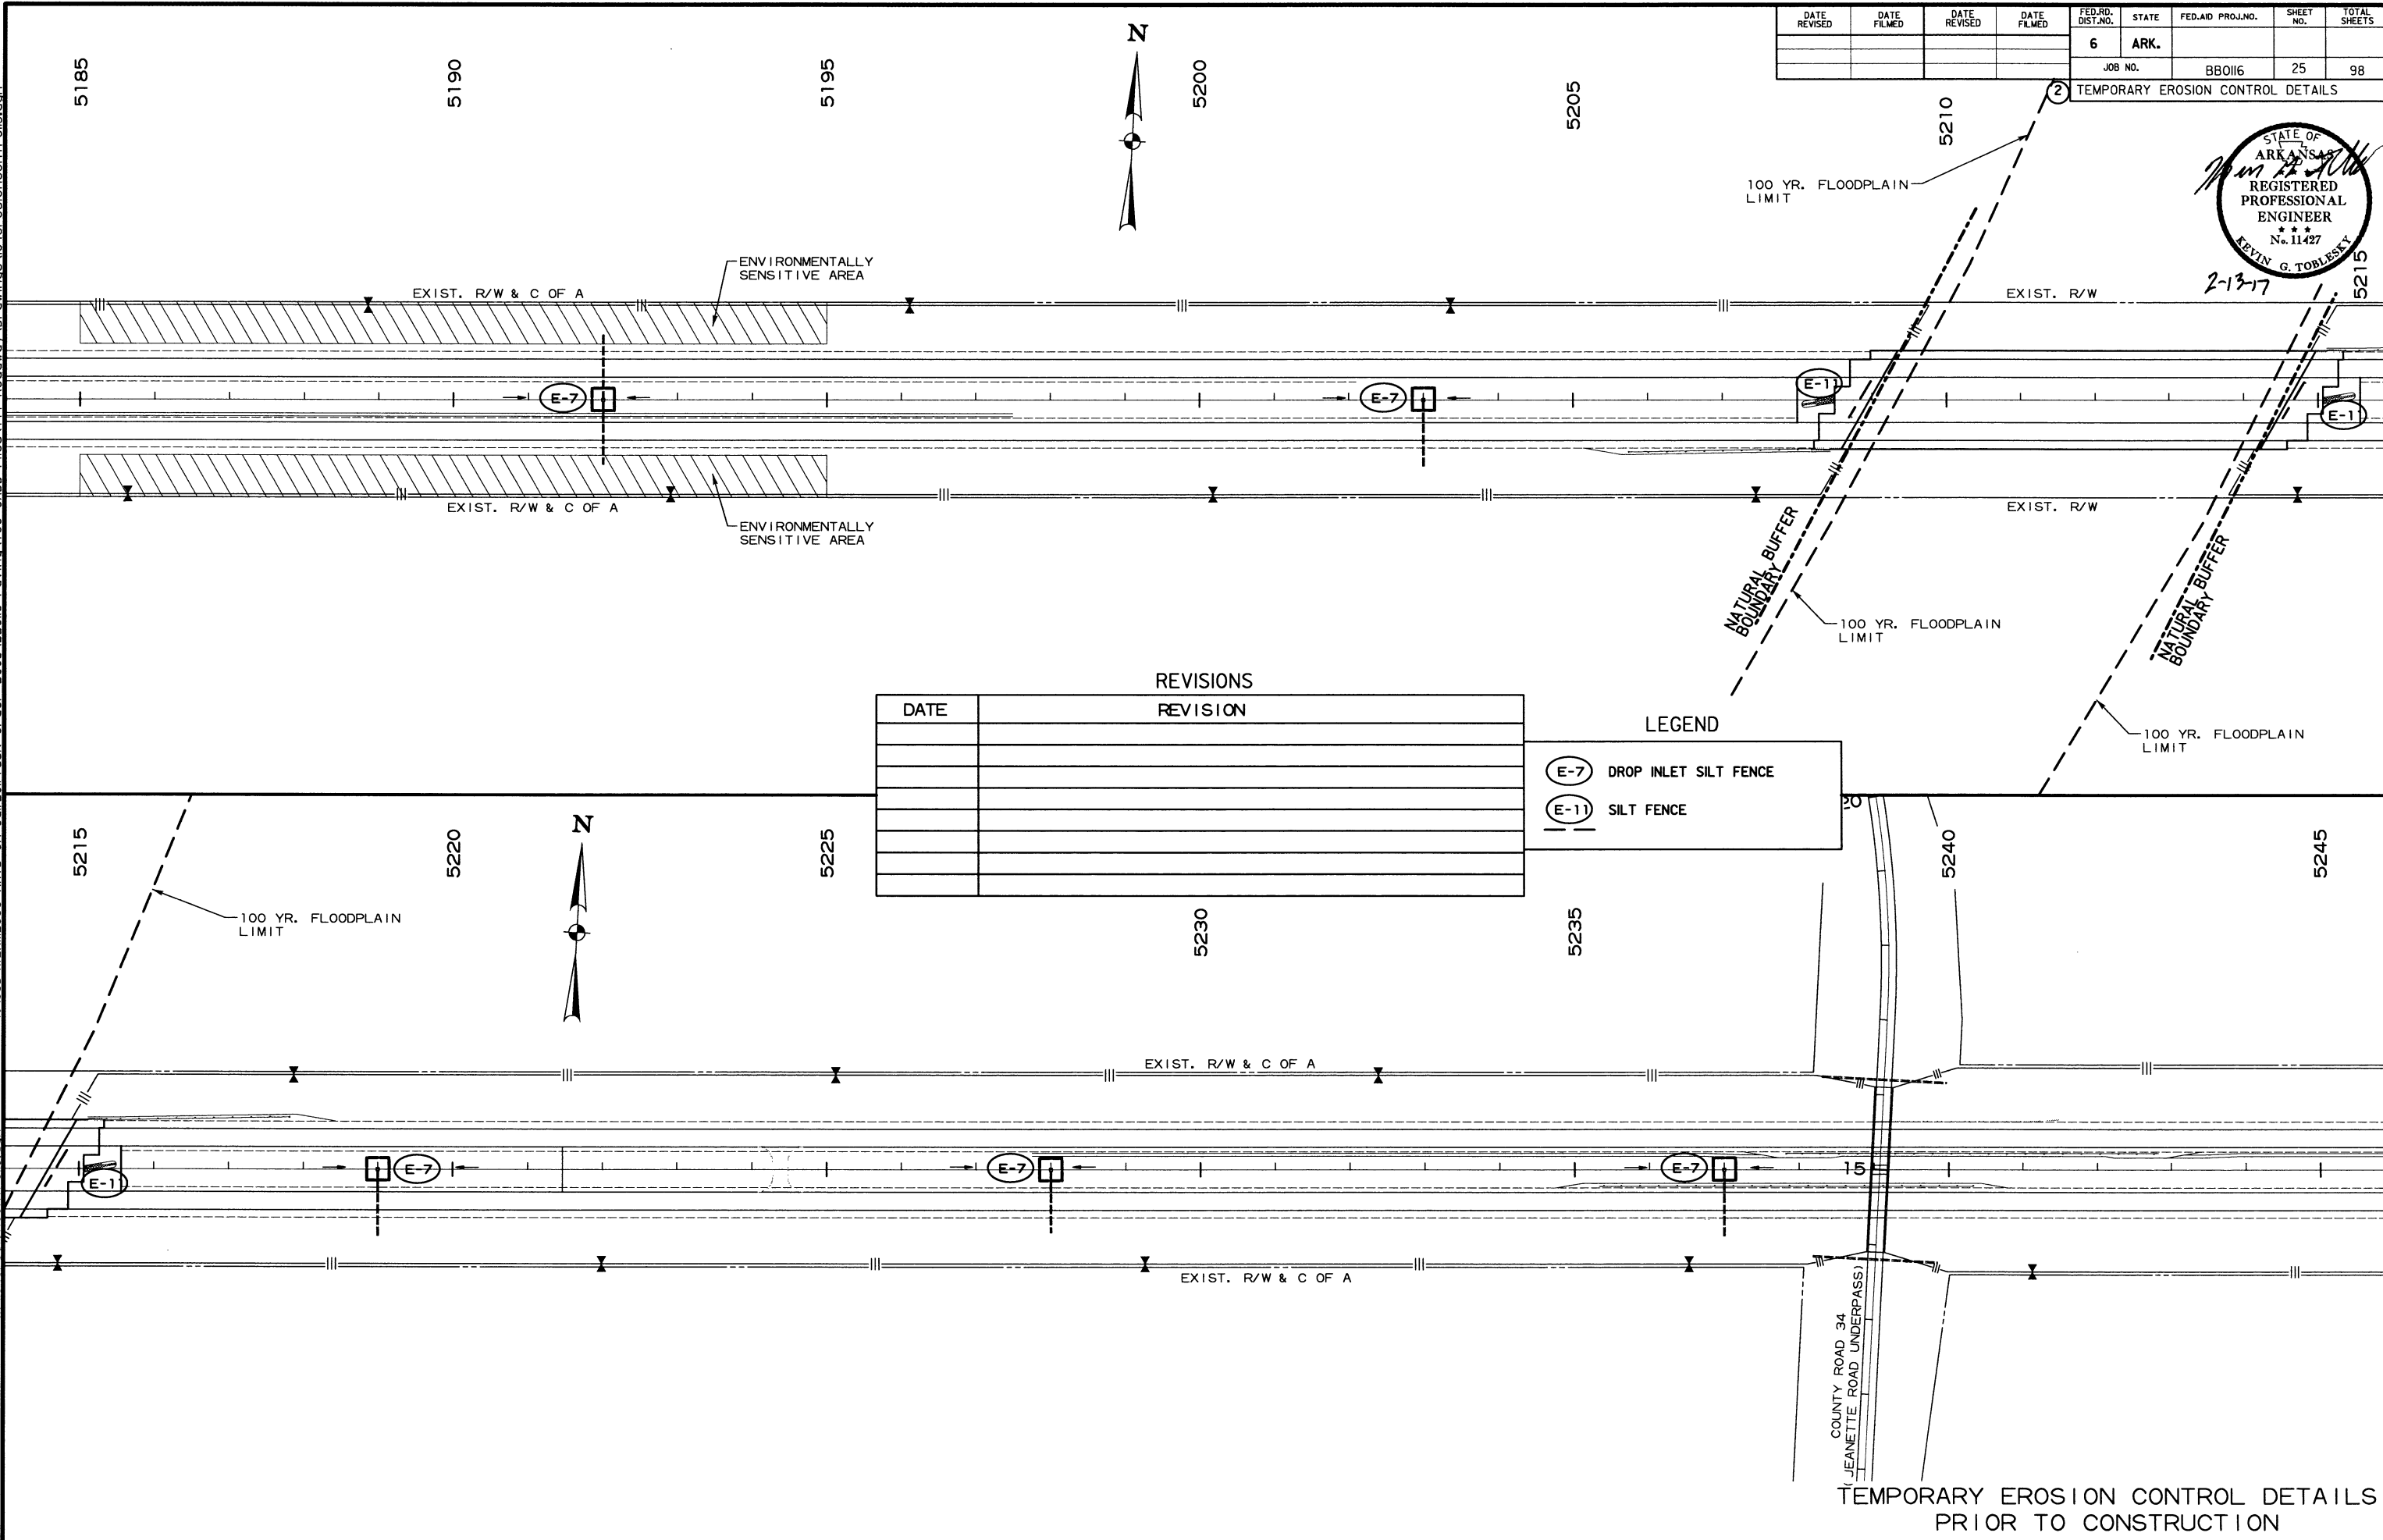 DATE REVISED
DATE FILMED
DATE REVISED
DATE FILMED
FED.RD. DIST.NO.
STATE
FED.AID PROJ.NO.
SHEET NO.
TOTAL SHEETS
6
ARK.
JOB NO.
BB0116
25
98
2
TEMPORARY EROSION CONTROL DETAILS
5185
5190
5195
N
5200
5205
5210
5215
100 YR. FLOODPLAIN
LIMIT
STATE OF
ARKANSAS
REGISTERED
PROFESSIONAL
ENGINEER
No. 11427
KEVIN G. TOBLESKY
2-13-17
ENVIRONMENTALLY
SENSITIVE AREA
EXIST. R/W & C OF A
EXIST. R/W
E-7
E-7
E-11
E-11
EXIST. R/W & C OF A
EXIST. R/W
ENVIRONMENTALLY
SENSITIVE AREA
NATURAL BUFFER
BOUNDARY
NATURAL BUFFER
BOUNDARY
100 YR. FLOODPLAIN
LIMIT
100 YR. FLOODPLAIN
LIMIT
REVISIONS
DATE
REVISION
LEGEND
E-7 DROP INLET SILT FENCE
E-11 SILT FENCE
20
5215
5220
N
5225
5230
5235
5240
5245
100 YR. FLOODPLAIN
LIMIT
EXIST. R/W & C OF A
E-11
E-7
E-7
E-7
15
EXIST. R/W & C OF A
COUNTY ROAD 34
(JEANETTE ROAD UNDERPASS)
TEMPORARY EROSION CONTROL DETAILS
PRIOR TO CONSTRUCTION